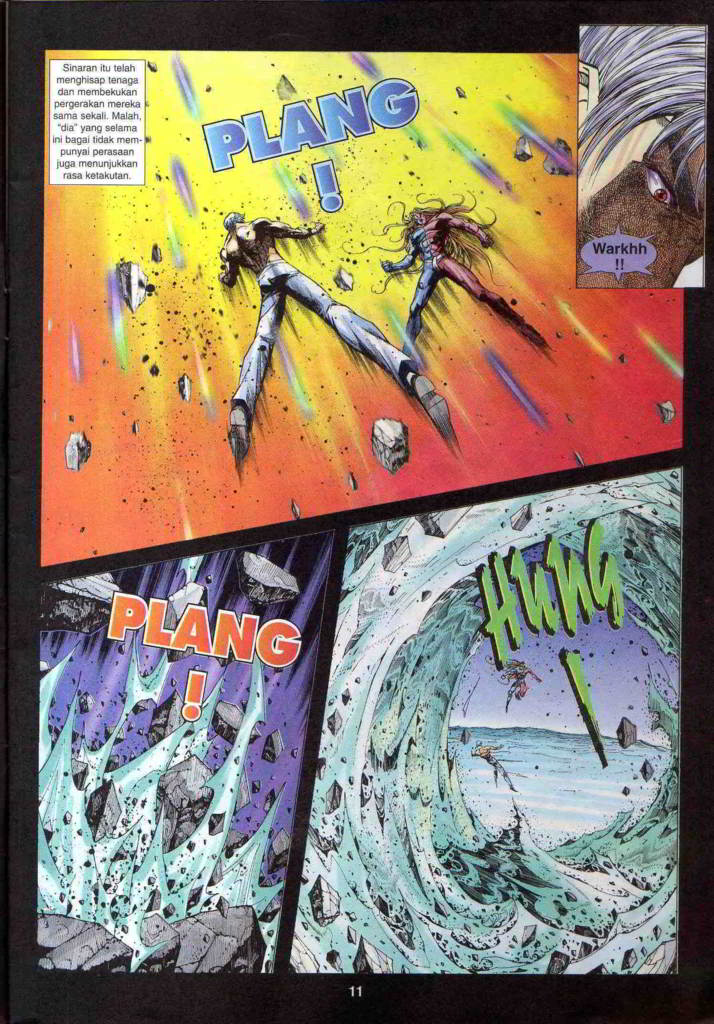 Sinaran itu telah
menghisap tenaga
dan membekukan
pergerakan mereka
sama sekali. Malah,
"dia" yang selama
ini bagai tidak mem-
punyai perasaan
juga menunjukkan
rasa ketakutan.
PLANG
!
Warkhh
!!
PLANG
!
HUNG
!
11